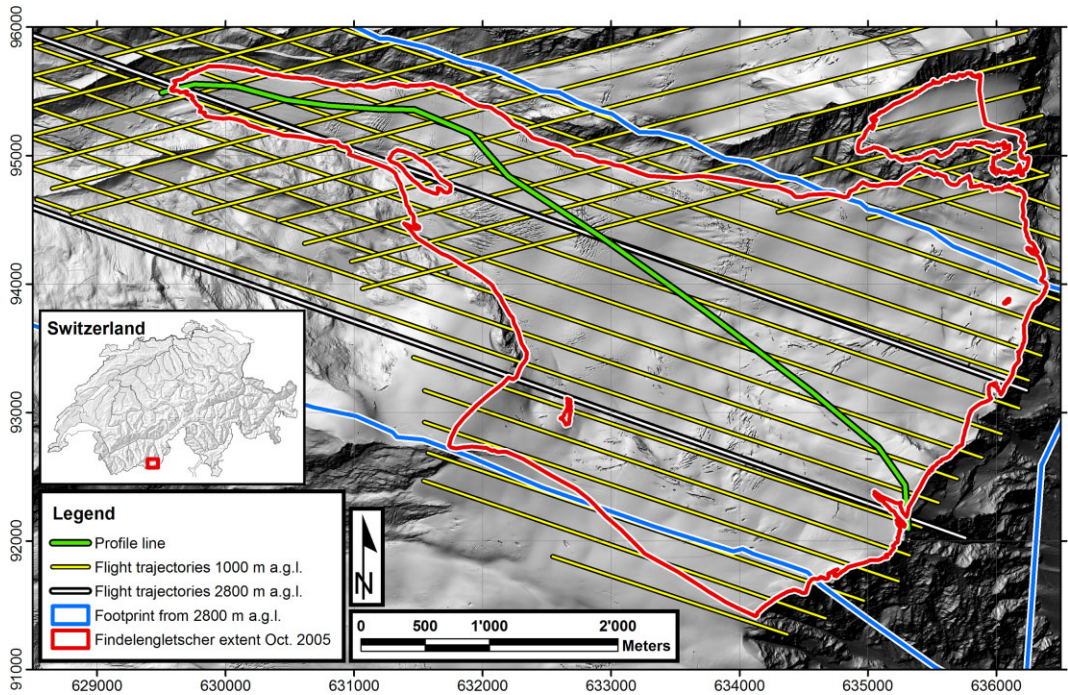 96000
95000
94000
93000
92000
91000
Switzerland
Legend
Profile line
Flight trajectories 1000 m a.g.l.
Flight trajectories 2800 m a.g.l.
Footprint from 2800 m a.g.l.
Findelengletscher extent Oct. 2005
N
0 500 1'000 2'000
Meters
629000 630000 631000 632000 633000 634000 635000 636000